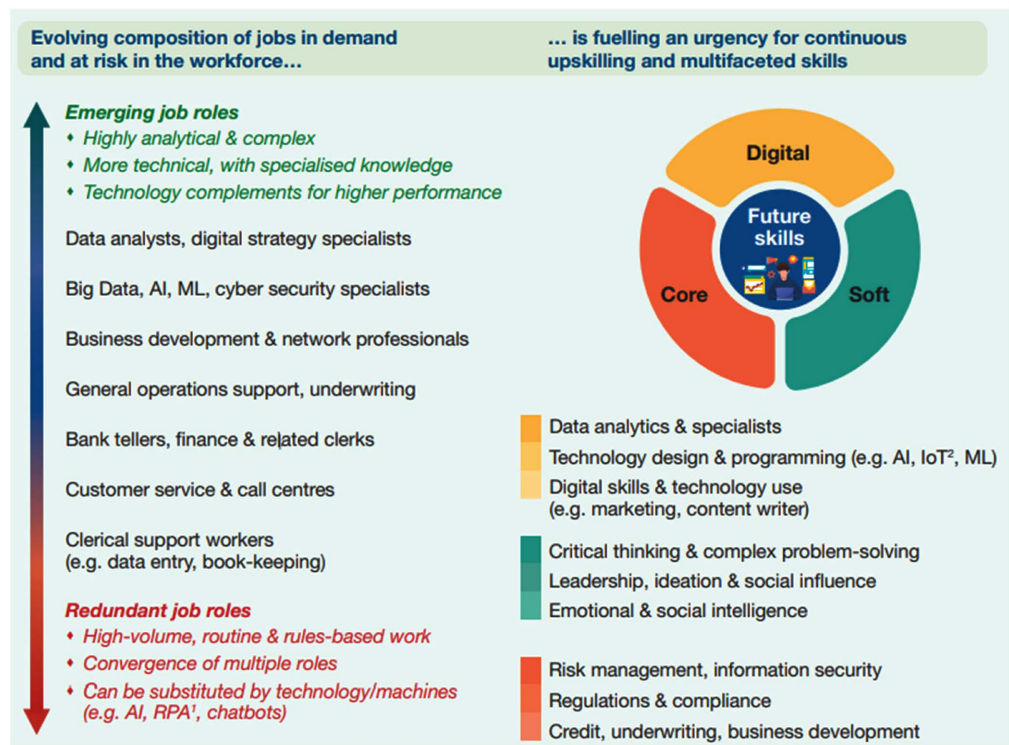 Evolving composition of jobs in demand
and at risk in the workforce…
… is fuelling an urgency for continuous
upskilling and multifaceted skills
Emerging job roles
♦ Highly analytical & complex
♦ More technical, with specialised knowledge
♦ Technology complements for higher performance
Data analysts, digital strategy specialists
Big Data, AI, ML, cyber security specialists
Business development & network professionals
General operations support, underwriting
Bank tellers, finance & related clerks
Customer service & call centres
Clerical support workers
(e.g. data entry, book-keeping)
Redundant job roles
♦ High-volume, routine & rules-based work
♦ Convergence of multiple roles
♦ Can be substituted by technology/machines
(e.g. AI, RPA¹, chatbots)
Digital
Future
skills
Core
Soft
Data analytics & specialists
Technology design & programming (e.g. AI, IoT², ML)
Digital skills & technology use
(e.g. marketing, content writer)
Critical thinking & complex problem-solving
Leadership, ideation & social influence
Emotional & social intelligence
Risk management, information security
Regulations & compliance
Credit, underwriting, business development